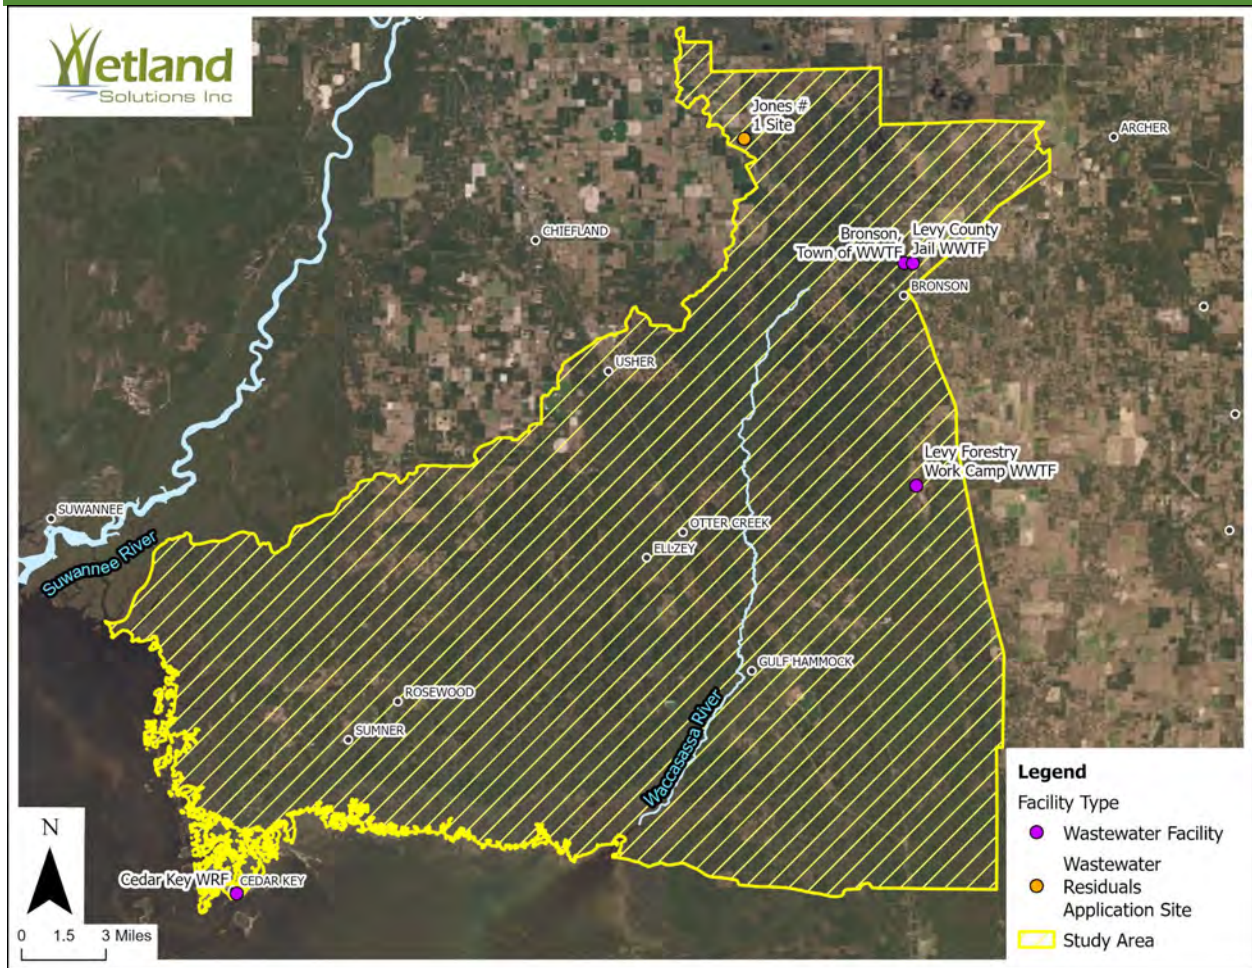 Wetland
Solutions Inc
Jones #
1 Site
ARCHER
CHIEFLAND
Bronson,
Town of WWTF
Levy County
Jail WWTF
BRONSON
USHER
Levy Forestry
Work Camp WWTF
SUWANNEE
Suwannee River
OTTER CREEK
ELLZEY
GULF HAMMOCK
ROSEWOOD
SUMNER
Waccasassa River
Cedar Key WRF
CEDAR KEY
N
0 1.5 3 Miles
Legend
Facility Type
Wastewater Facility
Wastewater
Residuals
Application Site
Study Area